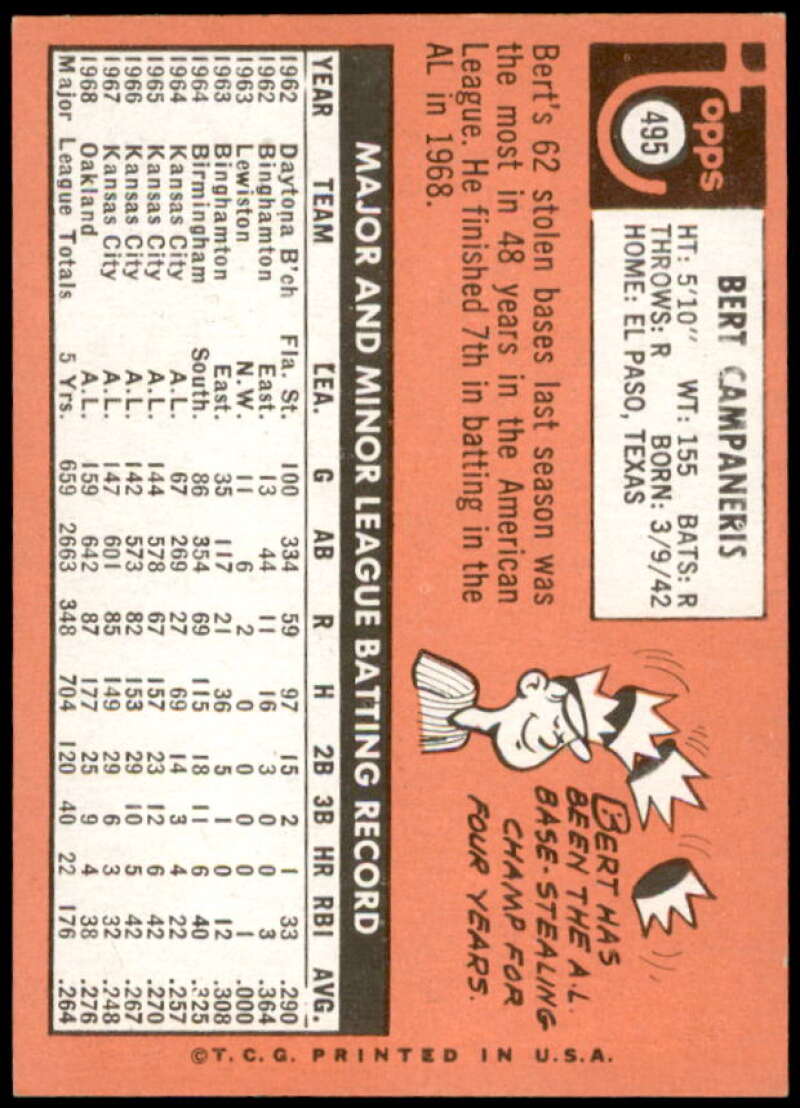 Topps
495
BERT CAMPANERIS
HT: 5'10" WT: 155 BATS: R
THROWS: R BORN: 3/9/42
HOME: EL PASO, TEXAS
Bert's 62 stolen bases last season was
the most in 48 years in the American
League. He finished 7th in batting in the
AL in 1968.
BERT HAS
BEEN THE A.L.
BASE-STEALING
CHAMP FOR
FOUR YEARS.
MAJOR AND MINOR LEAGUE BATTING RECORD
YEAR TEAM LEA. G AB R H 2B 3B HR RBI AVG.
1962 Daytona B'ch Fla. St. 100 334 59 97 15 2 1 33 .290
1962 Binghamton East. 13 44 11 16 3 0 0 3 .364
1963 Lewiston N.W. 11 6 2 0 0 0 0 1 .000
1963 Binghamton East. 35 117 21 36 5 1 0 12 .308
1964 Birmingham South. 86 354 69 115 18 11 6 40 .325
1964 Kansas City A.L. 67 269 27 69 14 3 4 22 .257
1965 Kansas City A.L. 144 578 67 157 23 12 6 42 .270
1966 Kansas City A.L. 142 573 82 153 29 10 5 42 .267
1967 Kansas City A.L. 147 601 85 149 29 6 3 32 .248
1968 Oakland A.L. 159 642 87 177 25 9 4 38 .276
Major League Totals 5 Yrs. 659 2663 348 704 120 40 22 176 .264
©T.C.G. PRINTED IN U.S.A.